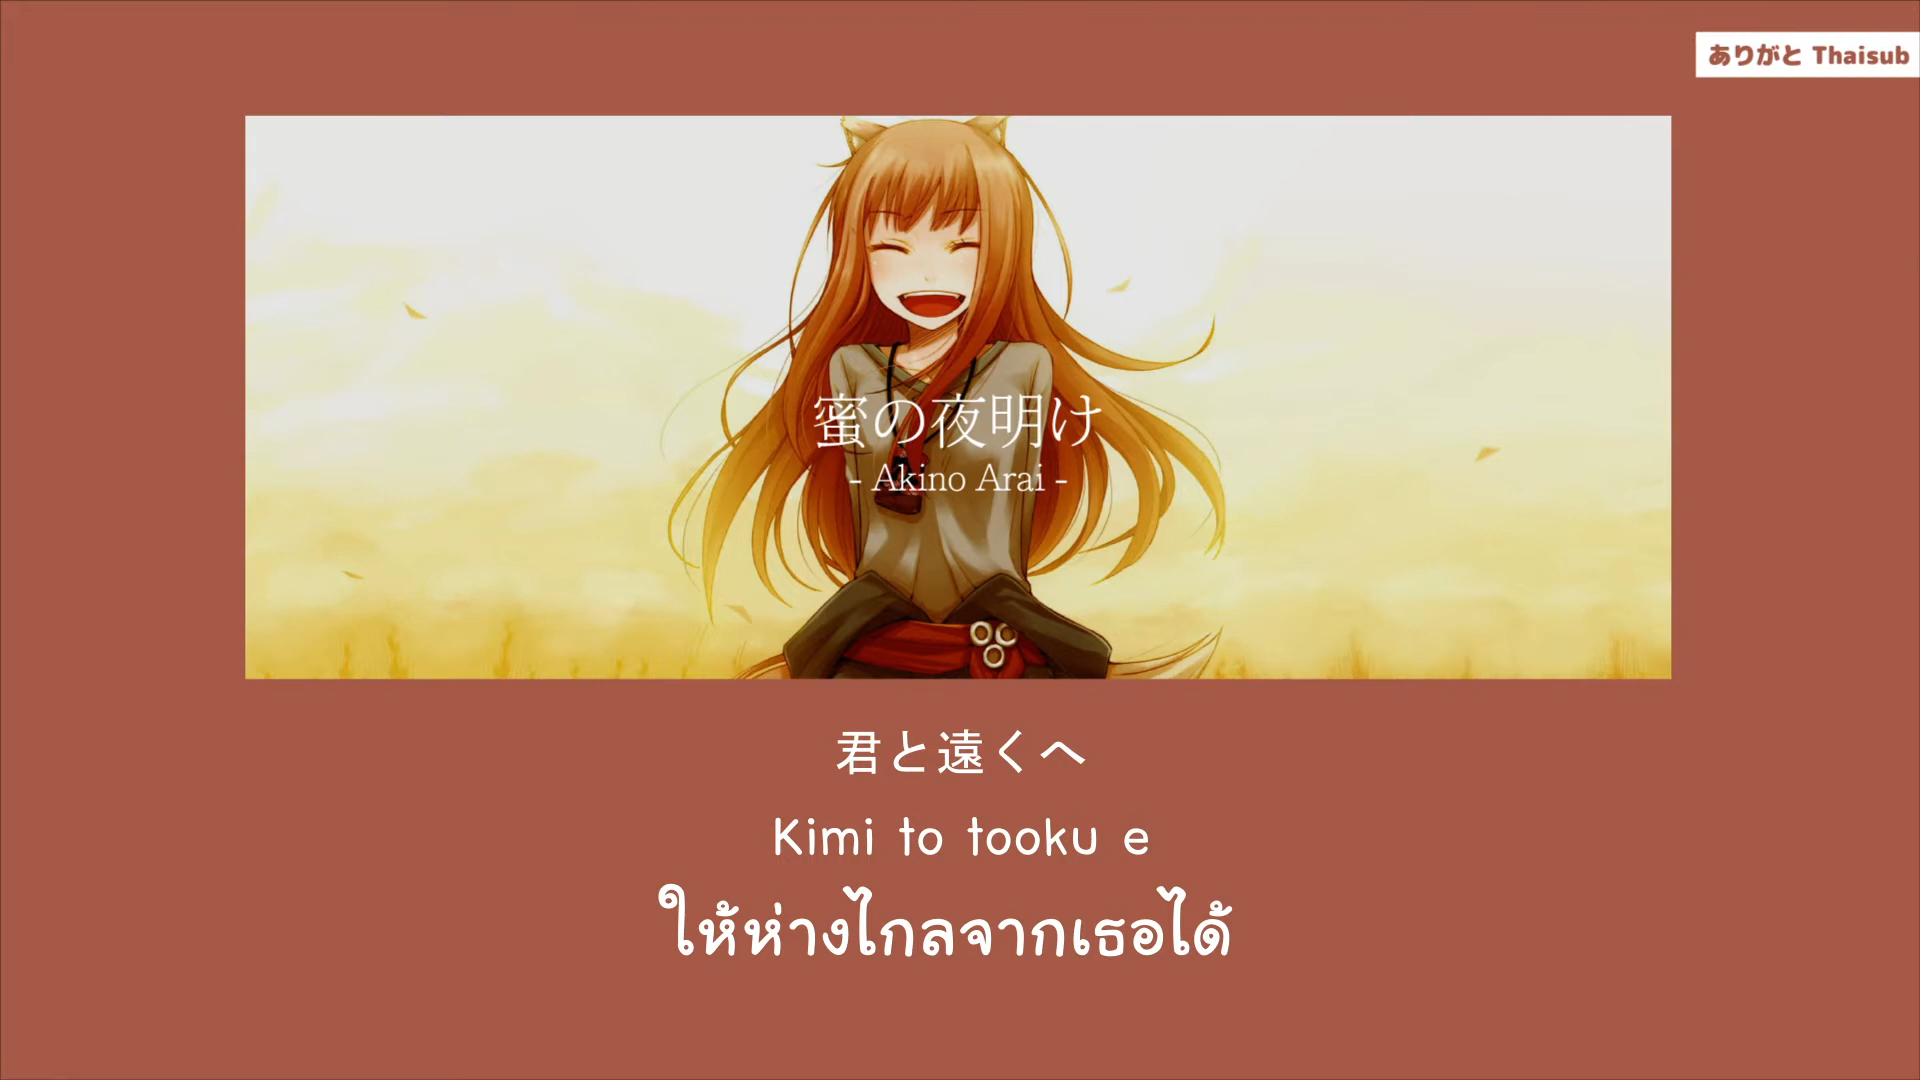 ありがと Thaisub
蜜の夜明け
- Akino Arai -
君と遠くへ
Kimi to tooku e
ให้ห่างไกลจากเธอได้